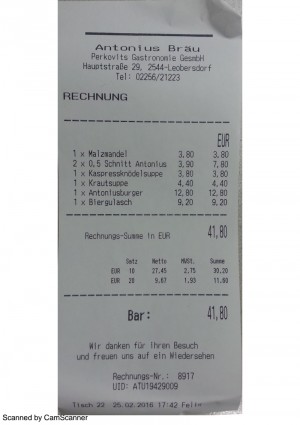 Antonius Bräu
Perkovits Gastronomie GesmbH
Hauptstraße 29, 2544-Leobersdorf
Tel: 02256/21223
RECHNUNG
EUR
1 x Malzmandel 3,80 3,80
2 x 0,5 Schnitt Antonius 3,90 7,80
1 x Kaspressknödelsuppe 3,80 3,80
1 x Krautsuppe 4,40 4,40
1 x Antoniusburger 12,80 12,80
1 x Biergulasch 9,20 9,20
Rechnungs-Summe in EUR 41,80
Satz Netto MWSt. Summe
EUR 10 27.45 2.75 30.20
EUR 20 9.67 1.93 11.60
Bar: 41,80
Wir danken für Ihren Besuch
und freuen uns auf ein Wiedersehen
Rechnungs-Nr.: 8917
UID: ATU19429009
Tisch 22 25.02.2016 17:42 Felix
Scanned by CamScanner